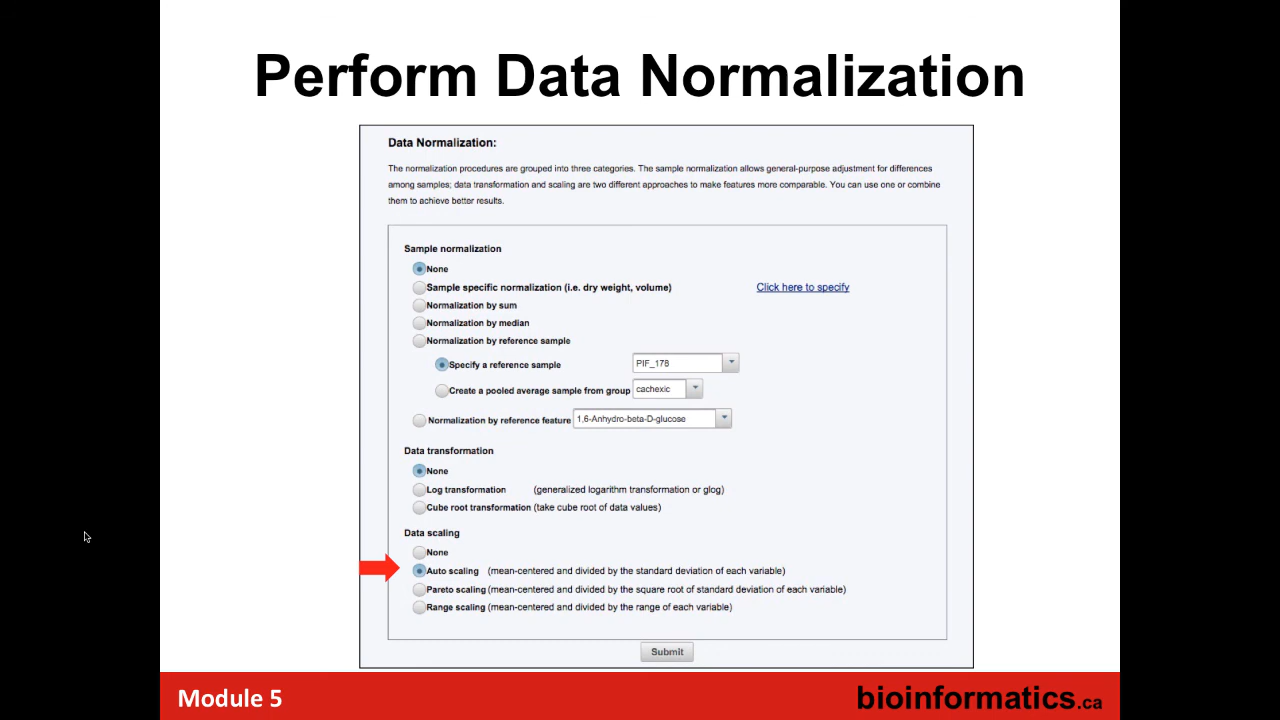 Perform Data Normalization
Data Normalization:
The normalization procedures are grouped into three categories. The sample normalization allows general-purpose adjustment for differences
among samples; data transformation and scaling are two different approaches to make features more comparable. You can use one or combine
them to achieve better results.
Sample normalization
None
Sample specific normalization (i.e. dry weight, volume) Click here to specify
Normalization by sum
Normalization by median
Normalization by reference sample
Specify a reference sample PIF_178
Create a pooled average sample from group cachexic
Normalization by reference feature 1,6-Anhydro-beta-D-glucose
Data transformation
None
Log transformation (generalized logarithm transformation or glog)
Cube root transformation (take cube root of data values)
Data scaling
None
Auto scaling (mean-centered and divided by the standard deviation of each variable)
Pareto scaling (mean-centered and divided by the square root of standard deviation of each variable)
Range scaling (mean-centered and divided by the range of each variable)
Submit
Module 5 bioinformatics.ca